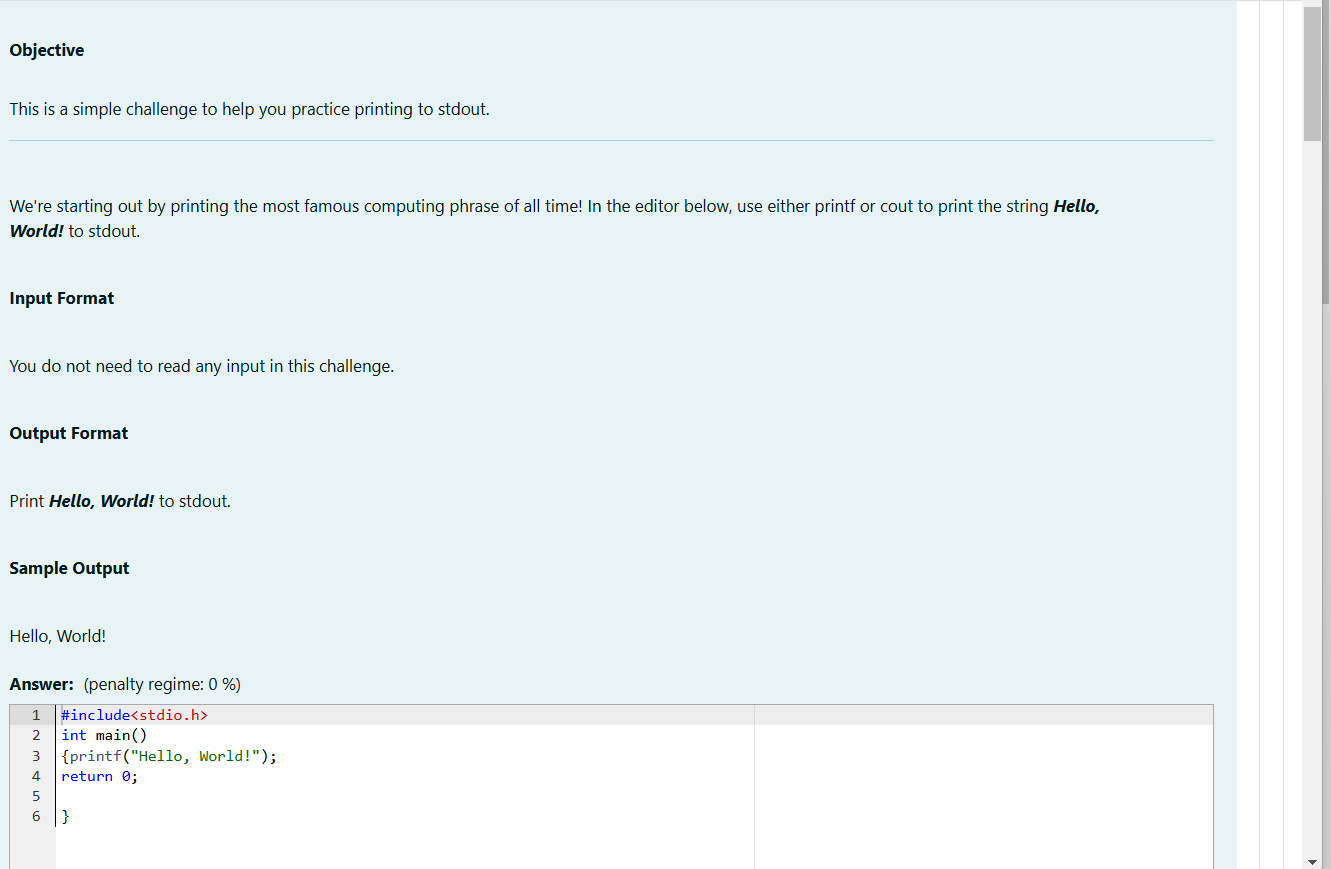 Objective
This is a simple challenge to help you practice printing to stdout.
We're starting out by printing the most famous computing phrase of all time! In the editor below, use either printf or cout to print the string Hello,
World! to stdout.
Input Format
You do not need to read any input in this challenge.
Output Format
Print Hello, World! to stdout.
Sample Output
Hello, World!
Answer: (penalty regime: 0 %)
1 #include<stdio.h>
2 int main()
3 {printf("Hello, World!");
4 return 0;
5
6 }